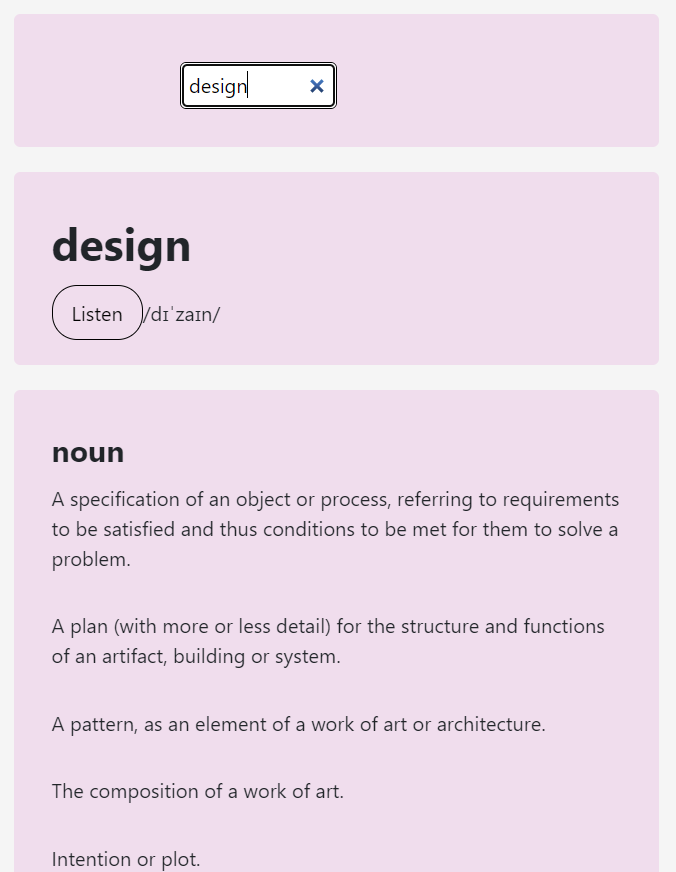 design
design
Listen /dɪˈzaɪn/
noun
A specification of an object or process, referring to requirements
to be satisfied and thus conditions to be met for them to solve a
problem.
A plan (with more or less detail) for the structure and functions
of an artifact, building or system.
A pattern, as an element of a work of art or architecture.
The composition of a work of art.
Intention or plot.